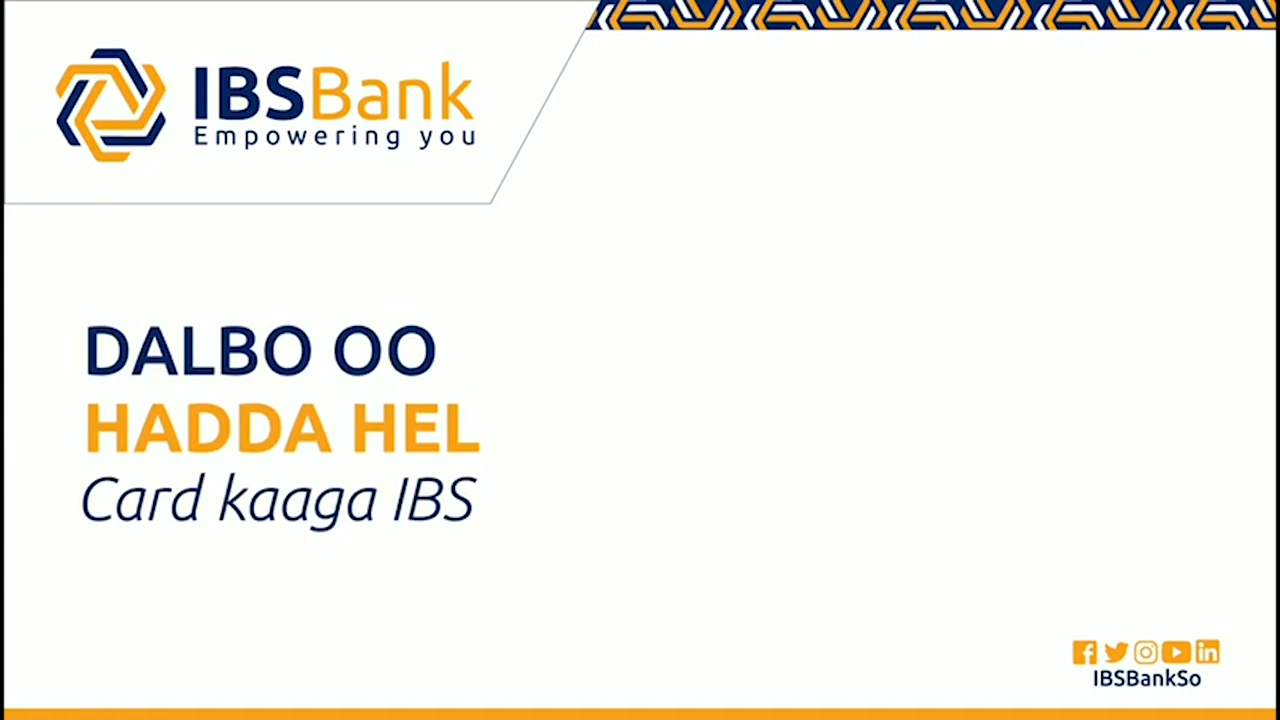 IBSBank
Empowering you
DALBO OO
HADDA HEL
Card kaaga IBS
IBSBankSo